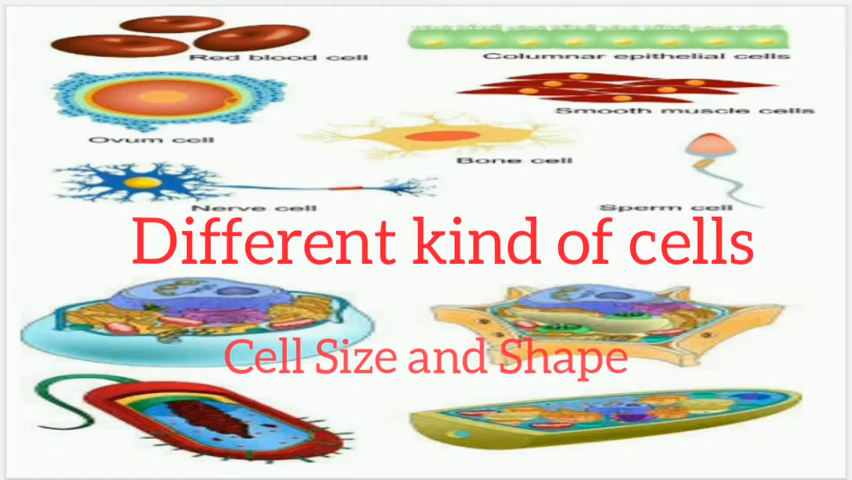 Red blood cell
Columnar epithelial cells
Smooth muscle cells
Ovum cell
Bone cell
Nerve cell
Sperm cell
Different kind of cells
Cell Size and Shape